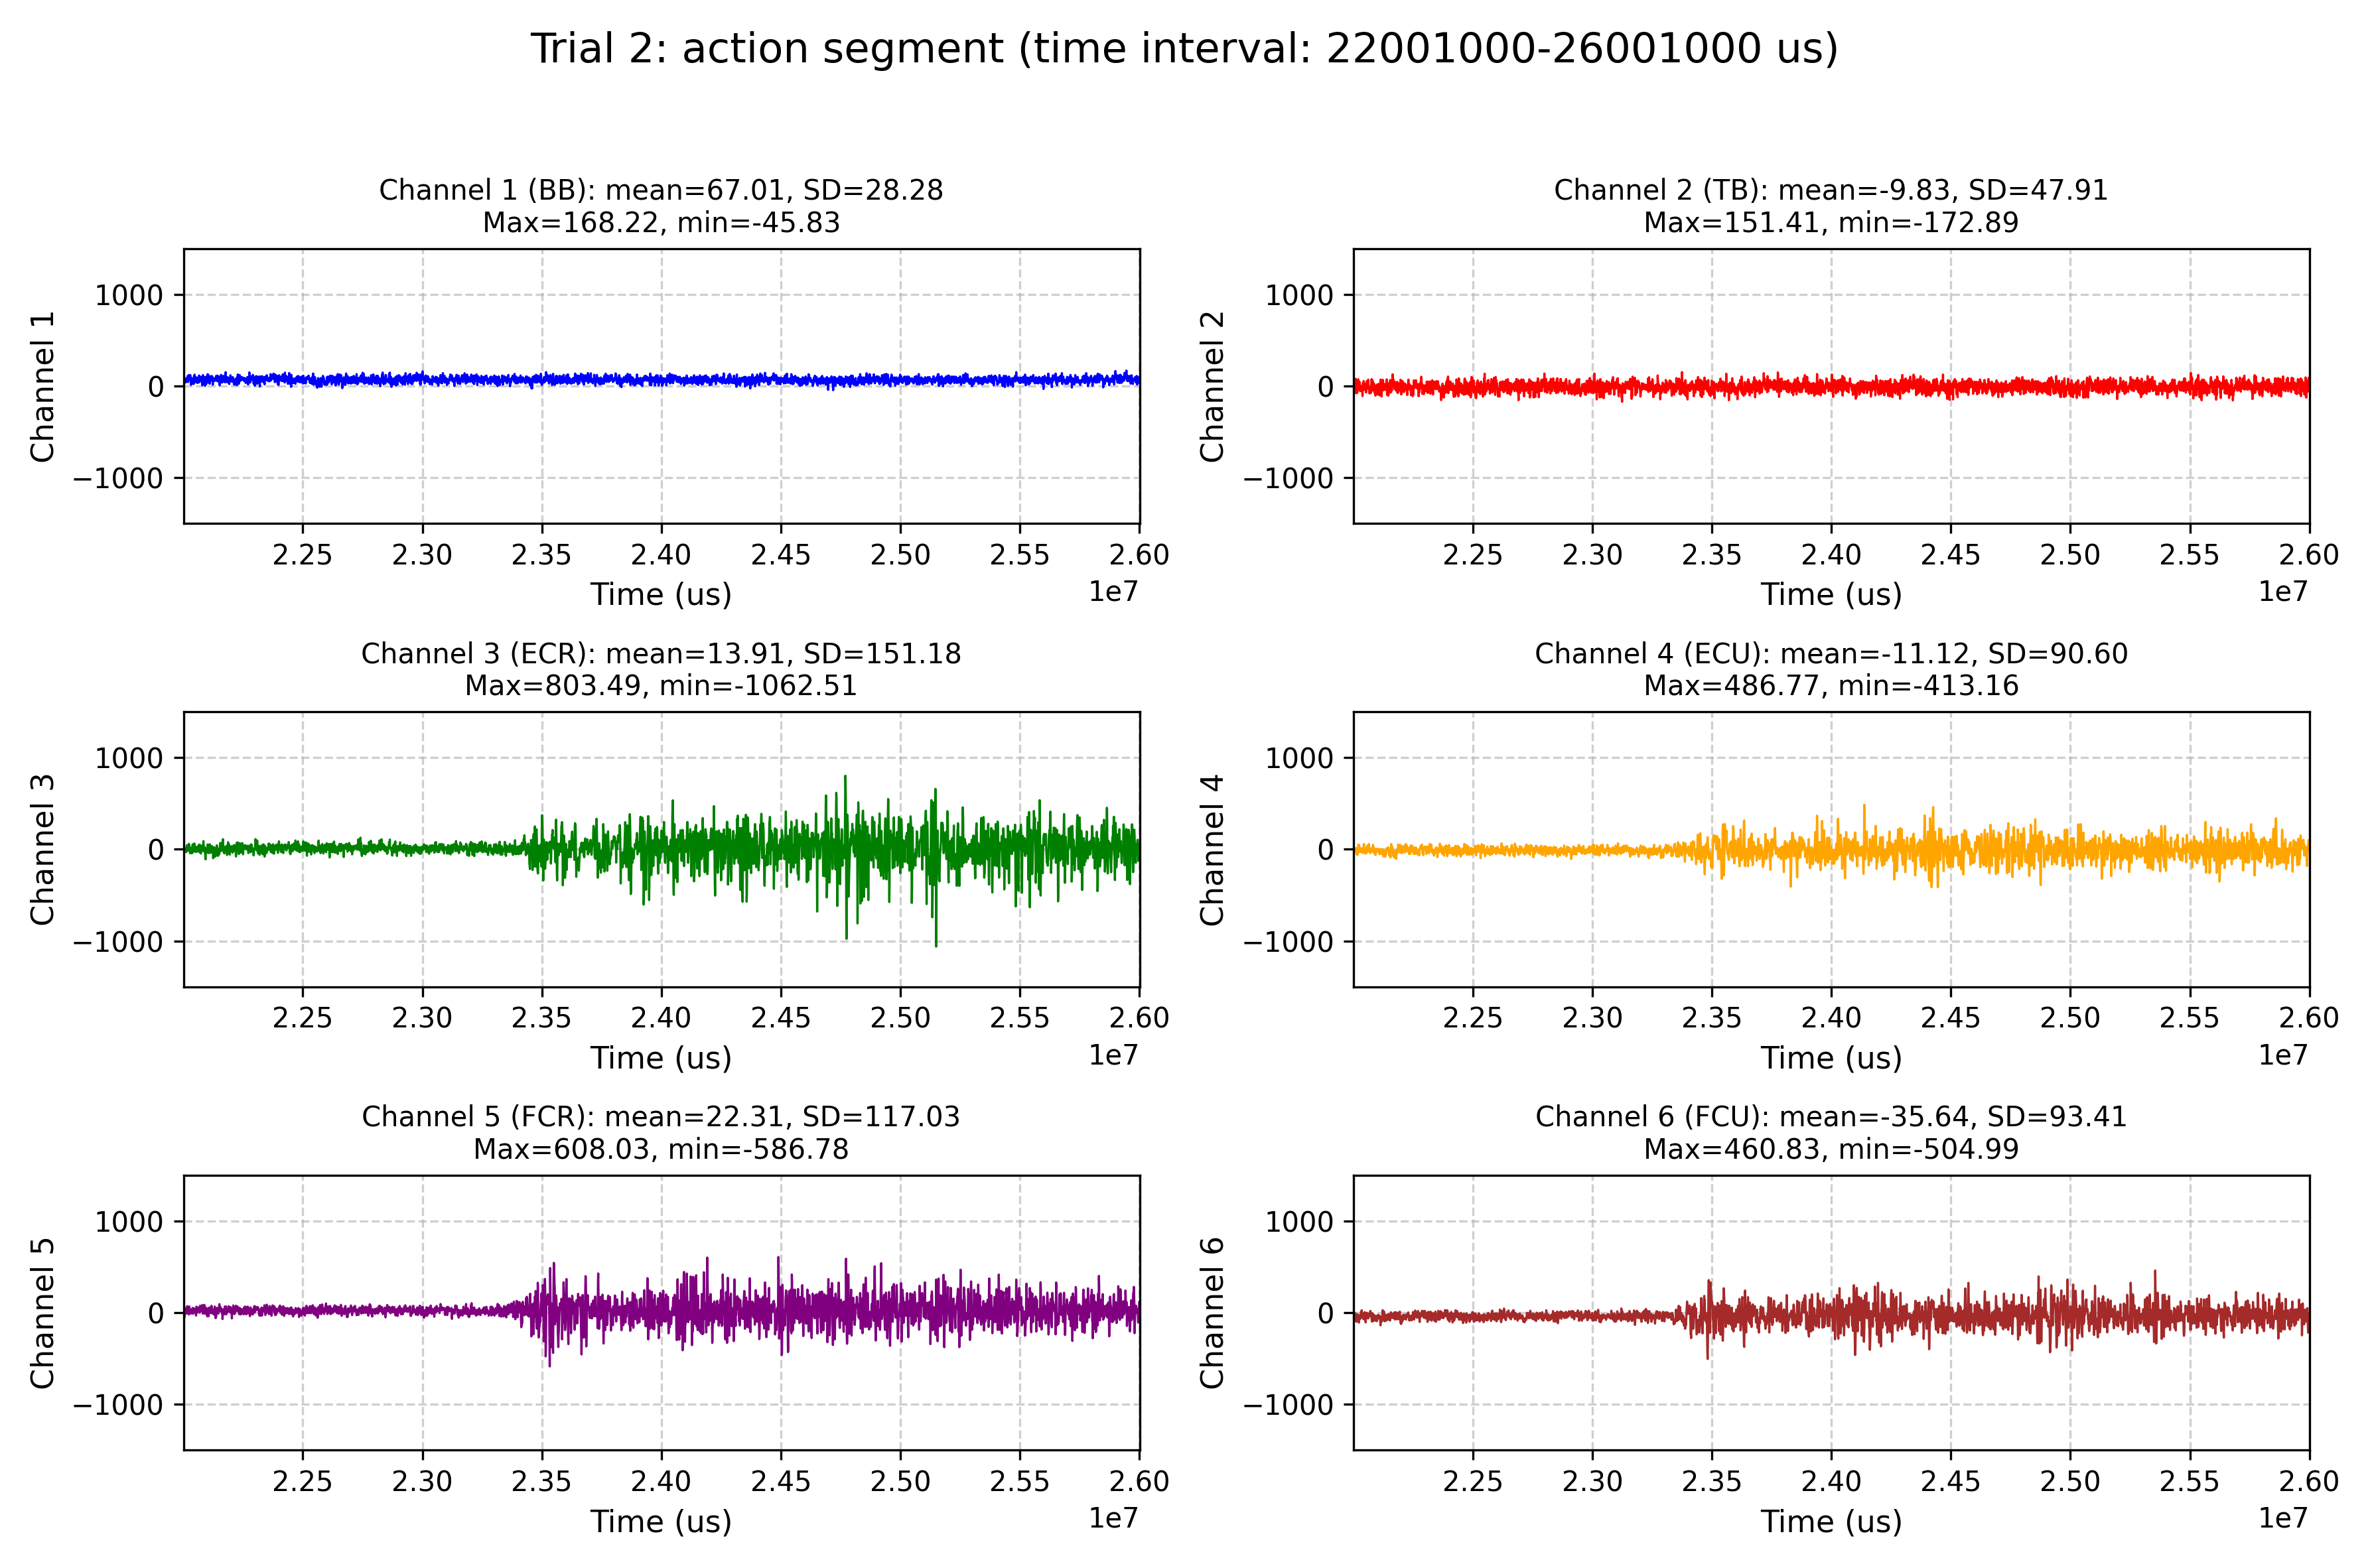 Trial 2: action segment (time interval: 22001000-26001000 us)
Channel 1 (BB): mean=67.01, SD=28.28
Max=168.22, min=-45.83
Channel 1
1000
0
−1000
2.25 2.30 2.35 2.40 2.45 2.50 2.55 2.60
Time (us)
1e7
Channel 2 (TB): mean=-9.83, SD=47.91
Max=151.41, min=-172.89
Channel 2
1000
0
−1000
2.25 2.30 2.35 2.40 2.45 2.50 2.55 2.60
Time (us)
1e7
Channel 3 (ECR): mean=13.91, SD=151.18
Max=803.49, min=-1062.51
Channel 3
1000
0
−1000
2.25 2.30 2.35 2.40 2.45 2.50 2.55 2.60
Time (us)
1e7
Channel 4 (ECU): mean=-11.12, SD=90.60
Max=486.77, min=-413.16
Channel 4
1000
0
−1000
2.25 2.30 2.35 2.40 2.45 2.50 2.55 2.60
Time (us)
1e7
Channel 5 (FCR): mean=22.31, SD=117.03
Max=608.03, min=-586.78
Channel 5
1000
0
−1000
2.25 2.30 2.35 2.40 2.45 2.50 2.55 2.60
Time (us)
1e7
Channel 6 (FCU): mean=-35.64, SD=93.41
Max=460.83, min=-504.99
Channel 6
1000
0
−1000
2.25 2.30 2.35 2.40 2.45 2.50 2.55 2.60
Time (us)
1e7